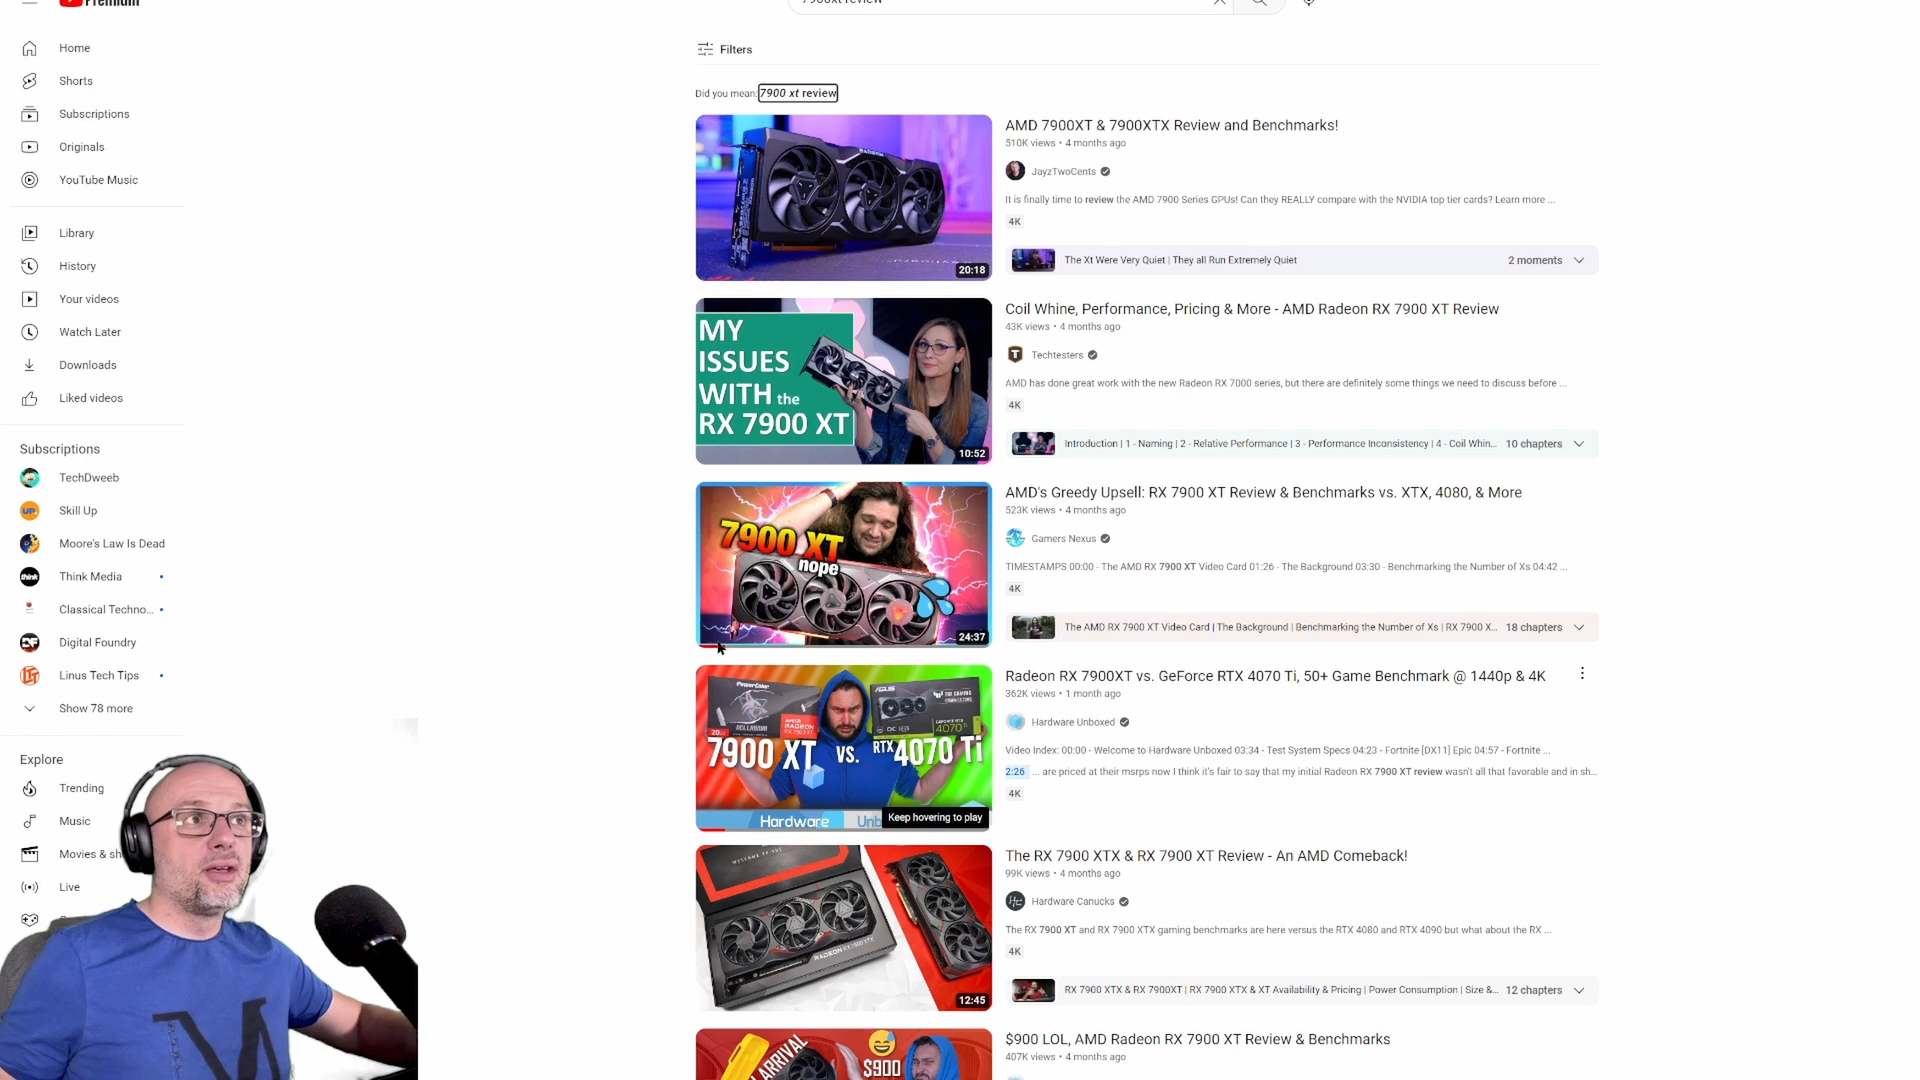 Premium
7900xt review
Home
Shorts
Subscriptions
Originals
YouTube Music
Library
History
Your videos
Watch Later
Downloads
Liked videos
Subscriptions
TechDweeb
Skill Up
Moore's Law Is Dead
Think Media
Classical Techno...
Digital Foundry
Linus Tech Tips
Show 78 more
Explore
Trending
Music
Movies & sh
Live
Filters
Did you mean: 7900 xt review
20:18
AMD 7900XT & 7900XTX Review and Benchmarks!
510K views • 4 months ago
JayzTwoCents
It is finally time to review the AMD 7900 Series GPUs! Can they REALLY compare with the NVIDIA top tier cards? Learn more ...
4K
The Xt Were Very Quiet | They all Run Extremely Quiet
2 moments
MY
ISSUES
WITH the
RX 7900 XT
10:52
Coil Whine, Performance, Pricing & More - AMD Radeon RX 7900 XT Review
43K views • 4 months ago
Techtesters
AMD has done great work with the new Radeon RX 7000 series, but there are definitely some things we need to discuss before ...
4K
Introduction | 1 - Naming | 2 - Relative Performance | 3 - Performance Inconsistency | 4 - Coil Whin...
10 chapters
7900 XT
nope
24:37
AMD's Greedy Upsell: RX 7900 XT Review & Benchmarks vs. XTX, 4080, & More
523K views • 4 months ago
Gamers Nexus
TIMESTAMPS 00:00 - The AMD RX 7900 XT Video Card 01:26 - The Background 03:30 - Benchmarking the Number of Xs 04:42 ...
4K
The AMD RX 7900 XT Video Card | The Background | Benchmarking the Number of Xs | RX 7900 X...
18 chapters
PowerColor
ASUS
4070 Ti
7900 XT vs. RTX 4070 Ti
Hardware Unb
Keep hovering to play
Radeon RX 7900XT vs. GeForce RTX 4070 Ti, 50+ Game Benchmark @ 1440p & 4K
362K views • 1 month ago
Hardware Unboxed
Video Index: 00:00 - Welcome to Hardware Unboxed 03:34 - Test System Specs 04:23 - Fortnite [DX11] Epic 04:57 - Fortnite ...
2:26 ... are priced at their msrps now I think it's fair to say that my initial Radeon RX 7900 XT review wasn't all that favorable and in sh...
4K
12:45
The RX 7900 XTX & RX 7900 XT Review - An AMD Comeback!
99K views • 4 months ago
Hardware Canucks
The RX 7900 XT and RX 7900 XTX gaming benchmarks are here versus the RTX 4080 and RTX 4090 but what about the RX ...
4K
RX 7900 XTX & RX 7900XT | RX 7900 XTX & XT Availability & Pricing | Power Consumption | Size &...
12 chapters
$900
$900 LOL, AMD Radeon RX 7900 XT Review & Benchmarks
407K views • 4 months ago